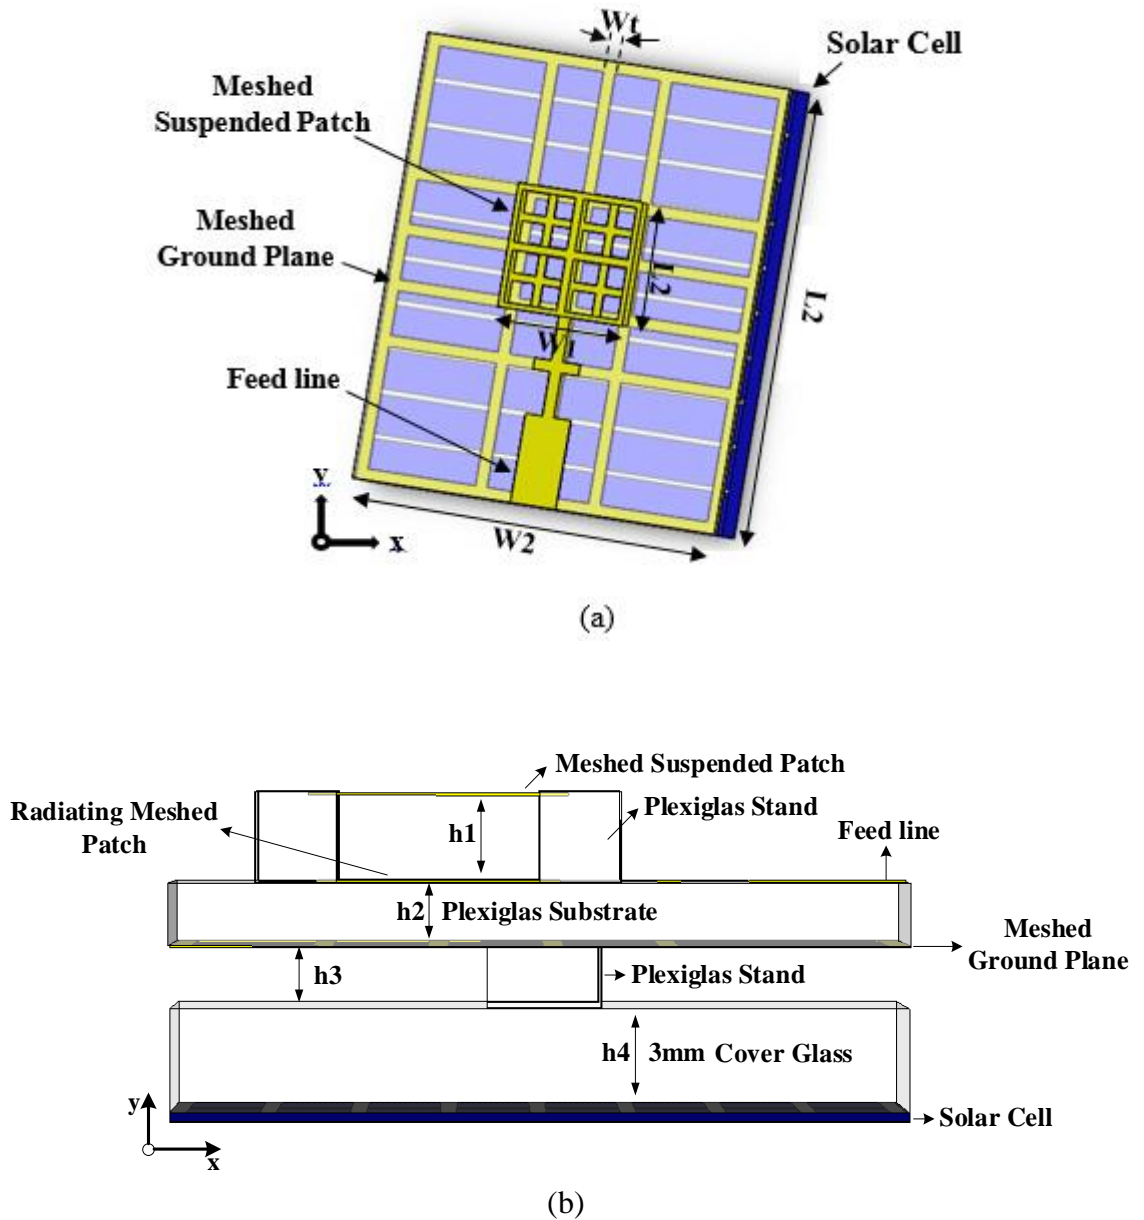 Wt
Solar Cell
Meshed
Suspended Patch
Meshed
Ground Plane
L2
L2
Feed line
y
x
W2
(a)
Meshed Suspended Patch
Radiating Meshed
Patch
Plexiglas Stand
h1
Feed line
h2 Plexiglas Substrate
Meshed
Ground Plane
h3
Plexiglas Stand
h4 3mm Cover Glass
y
x
Solar Cell
(b)